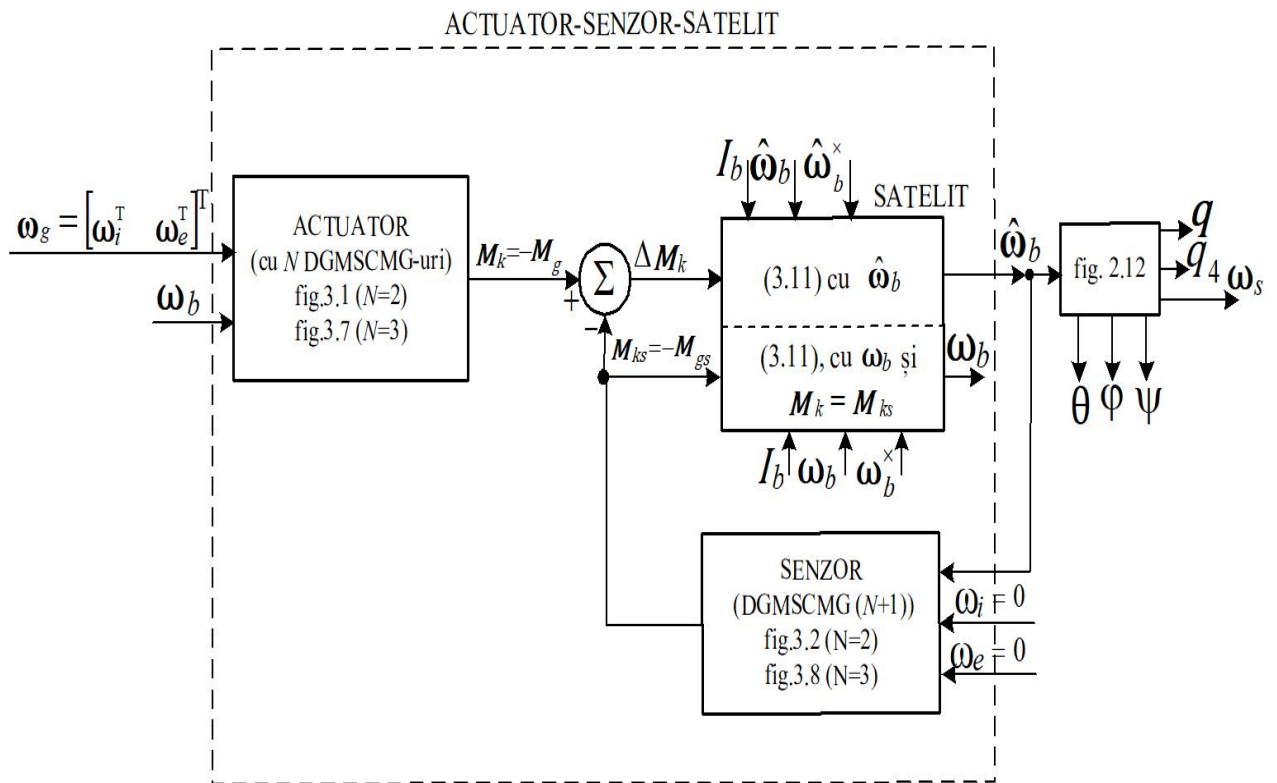 ACTUATOR-SENZOR-SATELIT
ω_g = [ω_i^T ω_e^T]^T
ω_b
ACTUATOR
(cu N DGMSCMG-uri)
fig.3.1 (N=2)
fig.3.7 (N=3)
M_k=–M_g
+
Σ
–
ΔM_k
M_ks=–M_gs
I_b ω̂_b ω̂_b^×
SATELIT
(3.11) cu ω̂_b
(3.11), cu ω_b și
M_k = M_ks
I_b ω_b ω_b^×
ω̂_b
ω_b
fig. 2.12
q
q_4
ω_s
θ φ ψ
SENZOR
(DGMSCMG (N+1))
fig.3.2 (N=2)
fig.3.8 (N=3)
ω_i = 0
ω_e = 0